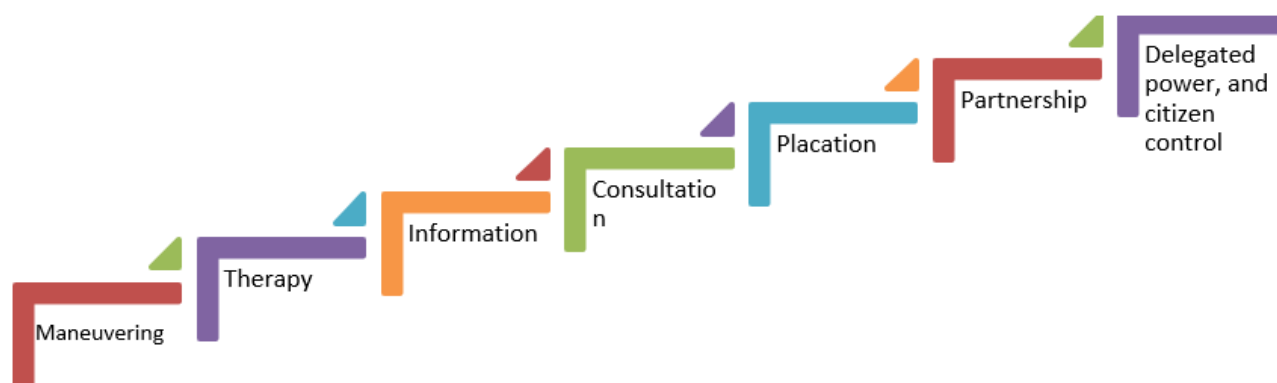 Maneuvering
Therapy
Information
Consultatio
n
Placation
Partnership
Delegated
power, and
citizen
control